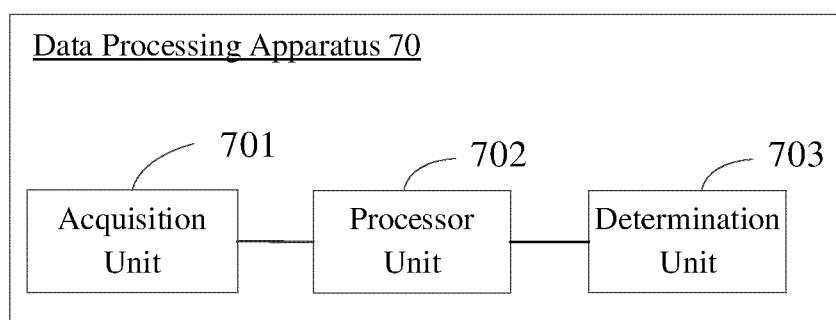 Data Processing Apparatus 70
701
702
703
Acquisition
Unit
Processor
Unit
Determination
Unit